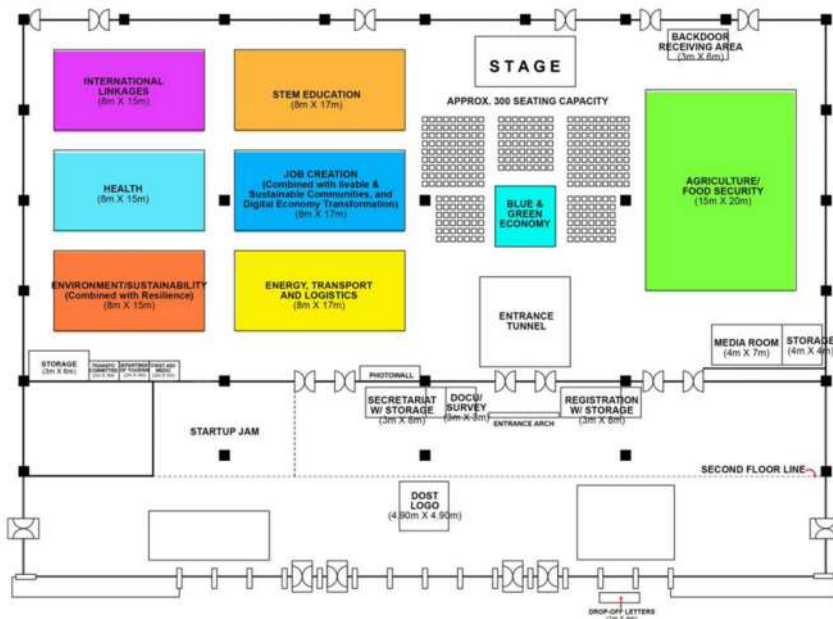 BACKDOOR
RECEIVING AREA
(3m X 6m)
STAGE
APPROX. 300 SEATING CAPACITY
INTERNATIONAL
LINKAGES
(8m X 15m)
STEM EDUCATION
(8m X 17m)
HEALTH
(8m X 15m)
JOB CREATION
(Combined with livable &
Sustainable Communities, and
Digital Economy Transformation)
(8m X 17m)
BLUE &
GREEN
ECONOMY
AGRICULTURE/
FOOD SECURITY
(15m X 20m)
ENVIRONMENT/SUSTAINABILITY
(Combined with Resilience)
(8m X 15m)
ENERGY, TRANSPORT
AND LOGISTICS
(8m X 17m)
ENTRANCE
TUNNEL
MEDIA ROOM
(4m X 7m)
STORAGE
(4m X 4m)
STORAGE
(3m X 6m)
PHOTOWALL
SECRETARIAT
W/ STORAGE
(3m X 8m)
DOCU/
SURVEY
(3m X 3m)
ENTRANCE ARCH
REGISTRATION
W/ STORAGE
(3m X 8m)
STARTUP JAM
SECOND FLOOR LINE
DOST
LOGO
(4.90m X 4.90m)
DROP-OFF LETTERS